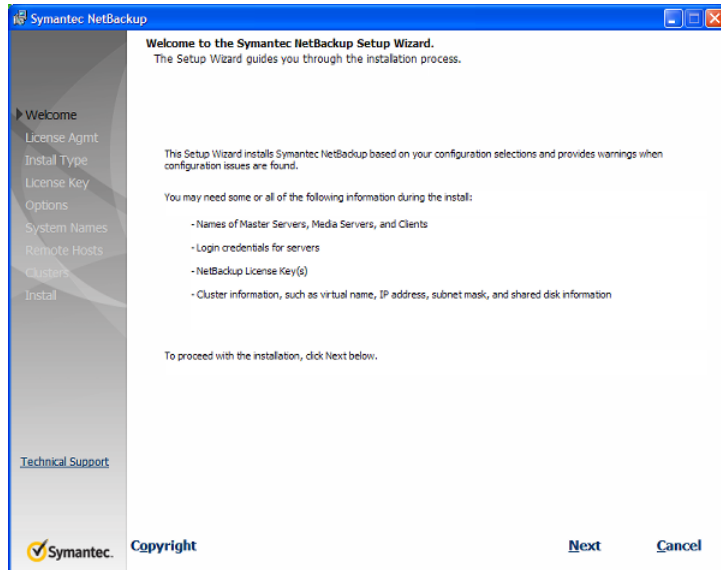 Symantec NetBackup
Welcome to the Symantec NetBackup Setup Wizard.
The Setup Wizard guides you through the installation process.
Welcome
License Agmt
Install Type
License Key
Options
System Names
Remote Hosts
Clusters
Install
This Setup Wizard installs Symantec NetBackup based on your configuration selections and provides warnings when
configuration issues are found.
You may need some or all of the following information during the install:
- Names of Master Servers, Media Servers, and Clients
- Login credentials for servers
- NetBackup License Key(s)
- Cluster information, such as virtual name, IP address, subnet mask, and shared disk information
To proceed with the installation, click Next below.
Technical Support
Symantec.
Copyright
Next
Cancel